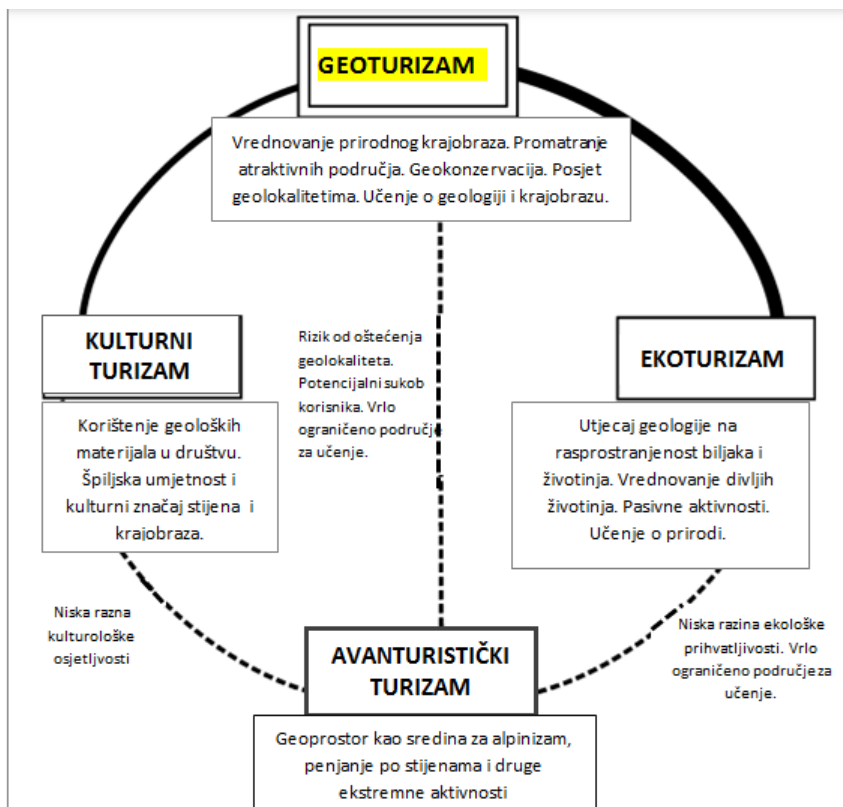 GEOTURIZAM
Vrednovanje prirodnog krajobraza. Promatranje
atraktivnih područja. Geokonzervacija. Posjet
geolokalitetima. Učenje o geologiji i krajobrazu.
KULTURNI
TURIZAM
Korištenje geoloških
materijala u društvu.
Špiljska umjetnost i
kulturni značaj stijena i
krajobraza.
Rizik od oštećenja
geolokaliteta.
Potencijalni sukob
korisnika. Vrlo
ograničeno područje
za učenje.
EKOTURIZAM
Utjecaj geologije na
rasprostranjenost biljaka i
životinja. Vrednovanje divljih
životinja. Pasivne aktivnosti.
Učenje o prirodi.
Niska razna
kulturološke
osjetljvosti
Niska razina ekološke
prihvatljivosti. Vrlo
ograničeno područje za
učenje.
AVANTURISTIČKI
TURIZAM
Geoprostor kao sredina za alpinizam,
penjanje po stijenama i druge
ekstremne aktivnosti